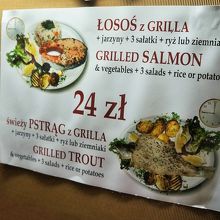 ŁOSOŚ z GRILLA
+ jarzyny + 3 sałatki + ryż lub ziemniaki
GRILLED SALMON
& vegetables + 3 salads + rice or potatoes
24 zł
świeży PSTRĄG z GRILLA
+ jarzyny + 3 sałatki + ryż lub ziemniaki
GRILLED TROUT
& vegetables + 3 salads + rice or potatoes